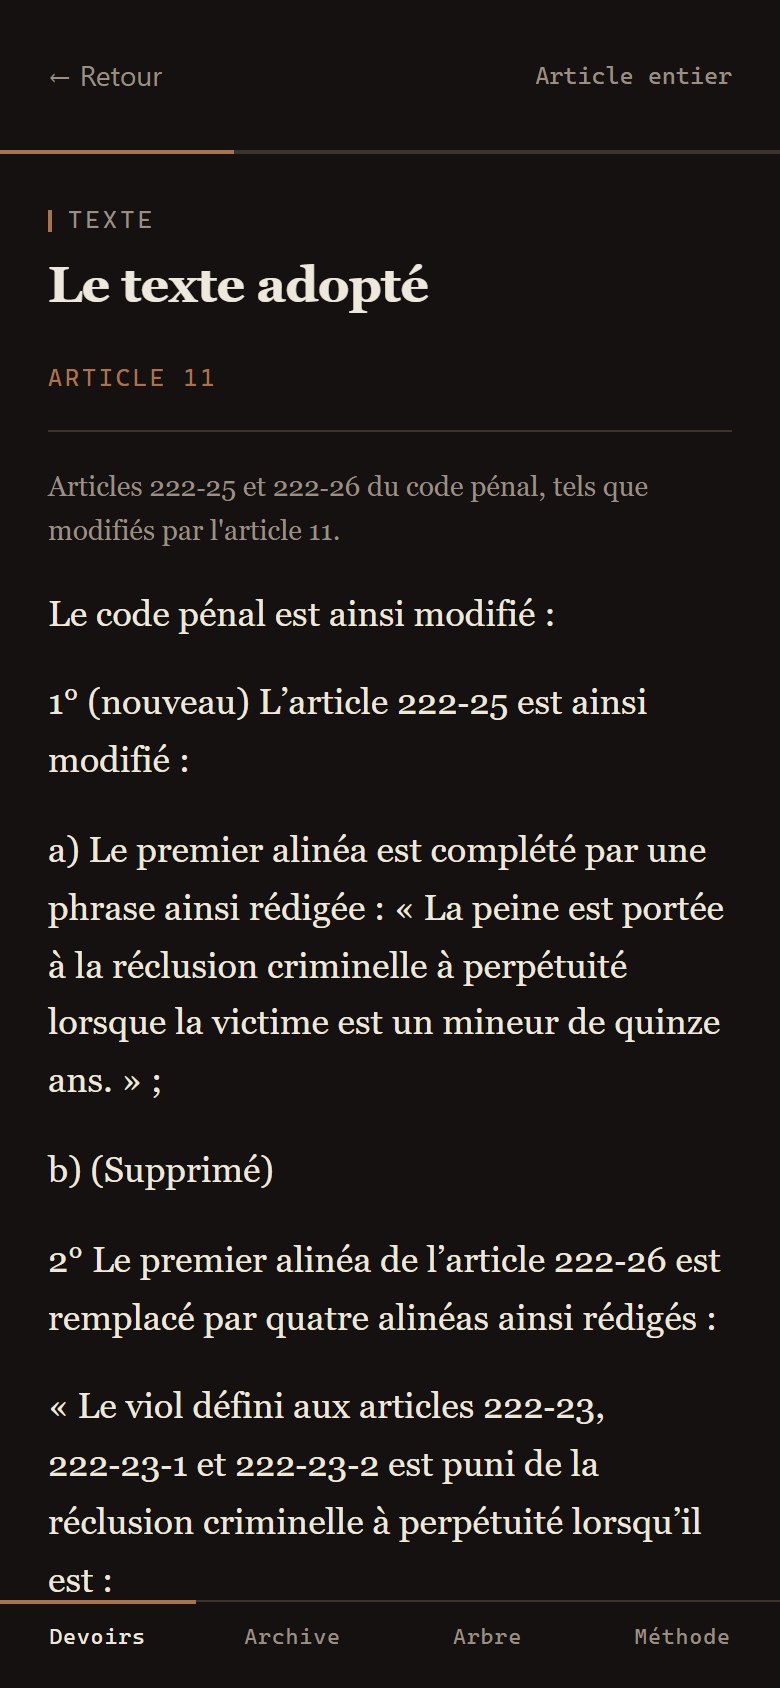 ← Retour
Article entier
TEXTE
Le texte adopté
ARTICLE 11
Articles 222-25 et 222-26 du code pénal, tels que
modifiés par l'article 11.
Le code pénal est ainsi modifié :
1° (nouveau) L’article 222-25 est ainsi
modifié :
a) Le premier alinéa est complété par une
phrase ainsi rédigée : « La peine est portée
à la réclusion criminelle à perpétuité
lorsque la victime est un mineur de quinze
ans. » ;
b) (Supprimé)
2° Le premier alinéa de l’article 222-26 est
remplacé par quatre alinéas ainsi rédigés :
« Le viol défini aux articles 222-23,
222-23-1 et 222-23-2 est puni de la
réclusion criminelle à perpétuité lorsqu’il
est :
Devoirs
Archive
Arbre
Méthode